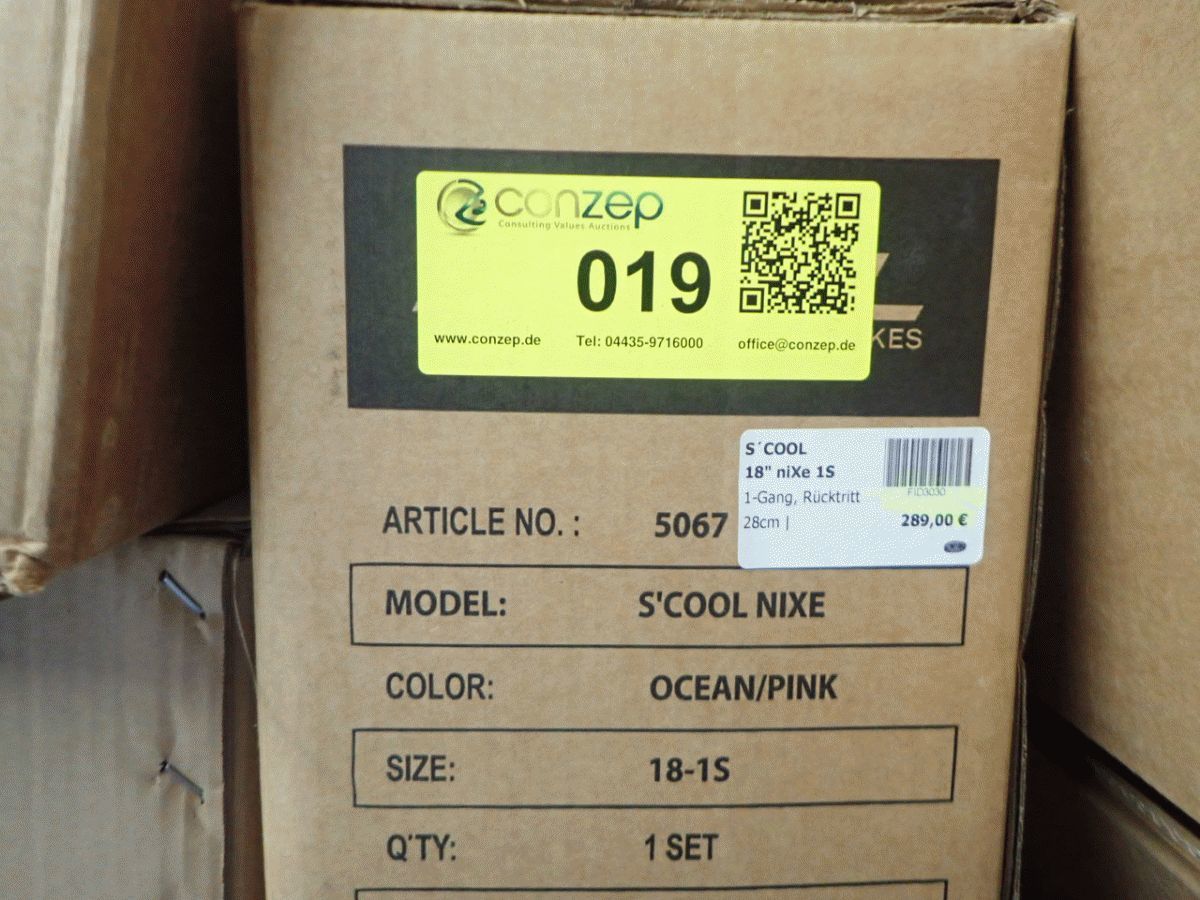 conzep
Consulting Values Auctions
019
www.conzep.de Tel: 04435-9716000 office@conzep.de
S´COOL
18" niXe 1S
1-Gang, Rücktritt
28cm |
FID3030
289,00 €
ARTICLE NO. : 5067
MODEL: S'COOL NIXE
COLOR: OCEAN/PINK
SIZE: 18-1S
Q'TY: 1 SET